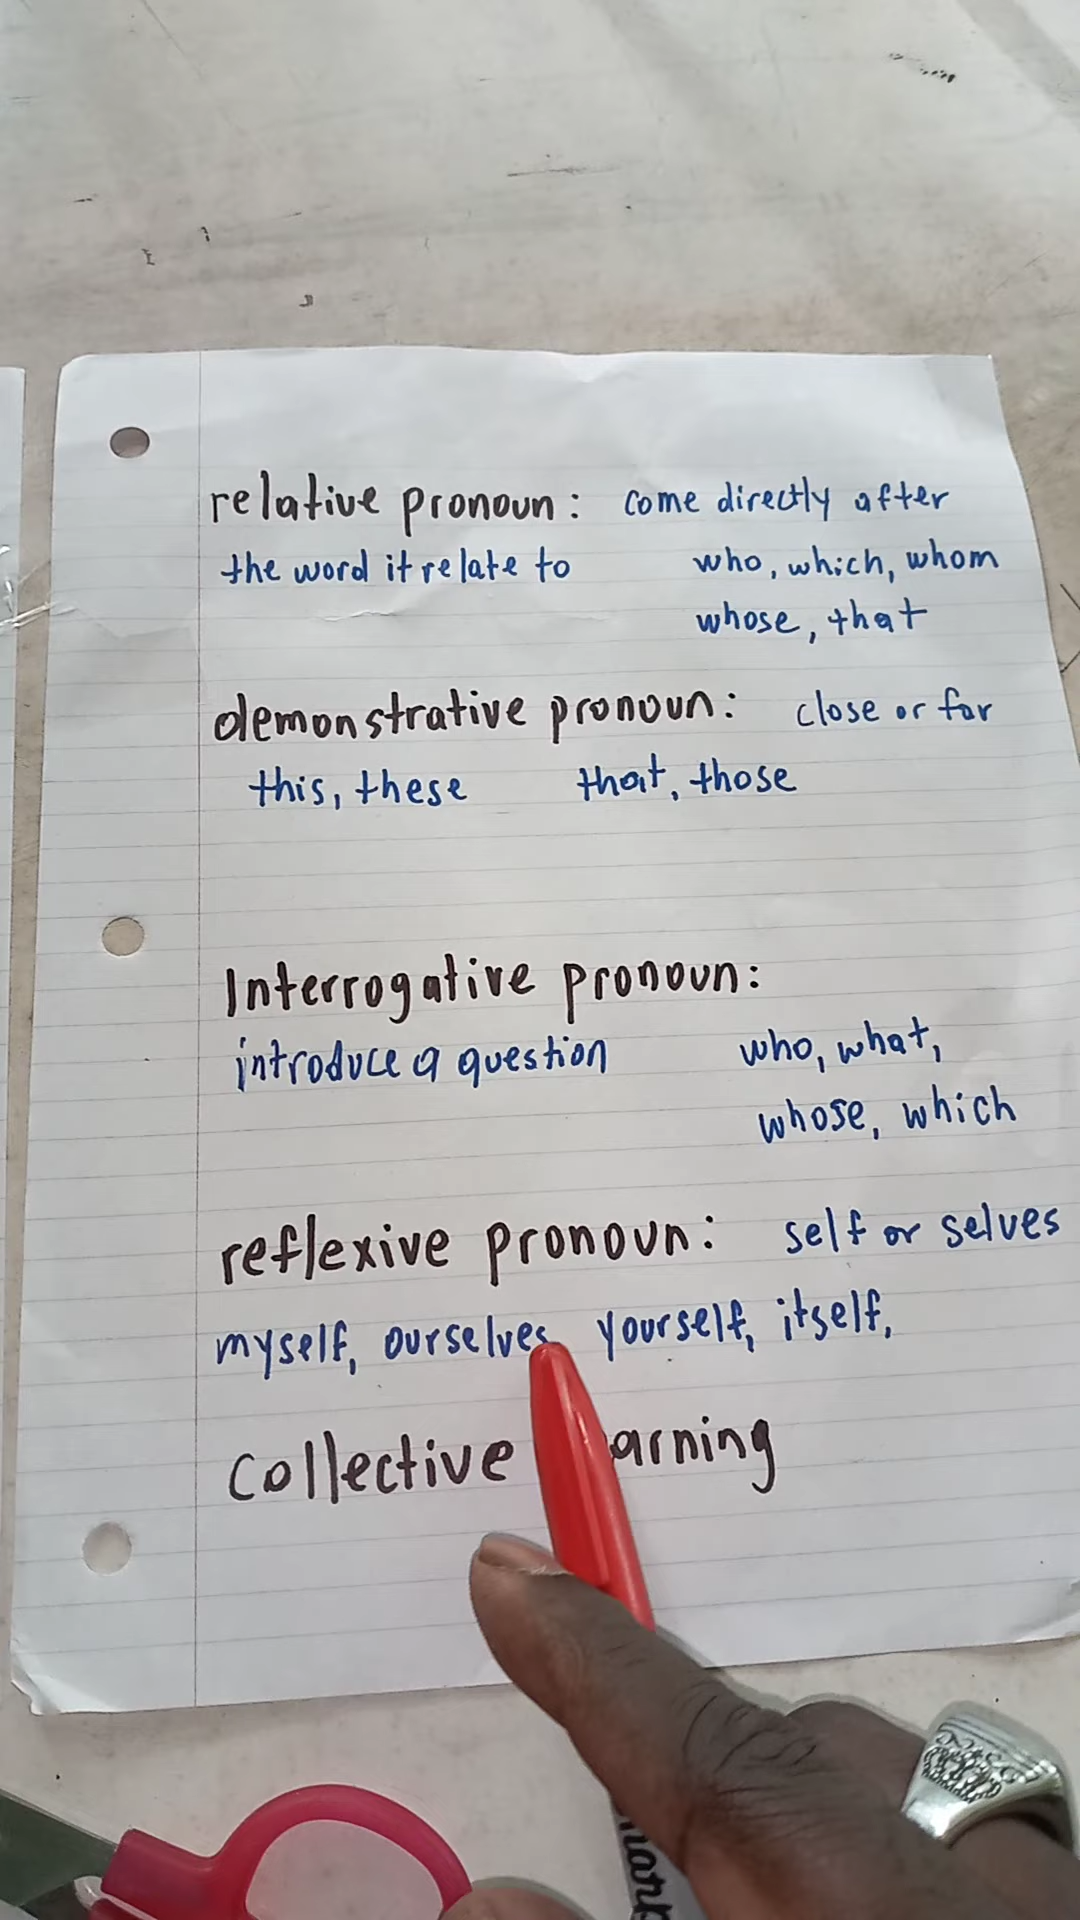 relative pronoun: come directly after
the word it relate to who, which, whom
whose, that
demonstrative pronoun: close or far
this, these that, those
Interrogative pronoun:
introduce a question who, what,
whose, which
reflexive pronoun: self or selves
myself, ourselves yourself, itself,
collective